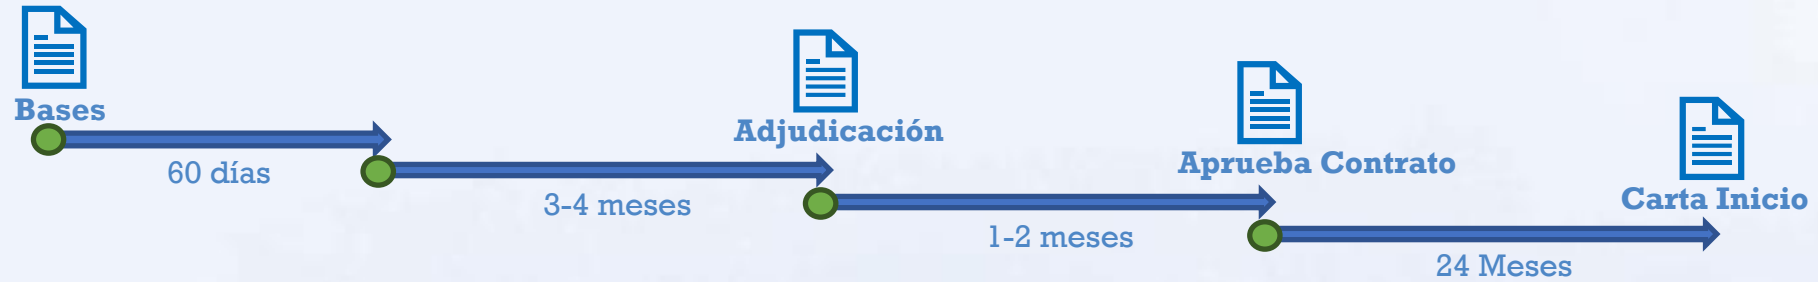 Bases
60 días
Adjudicación
3-4 meses
Aprueba Contrato
1-2 meses
Carta Inicio
24 Meses